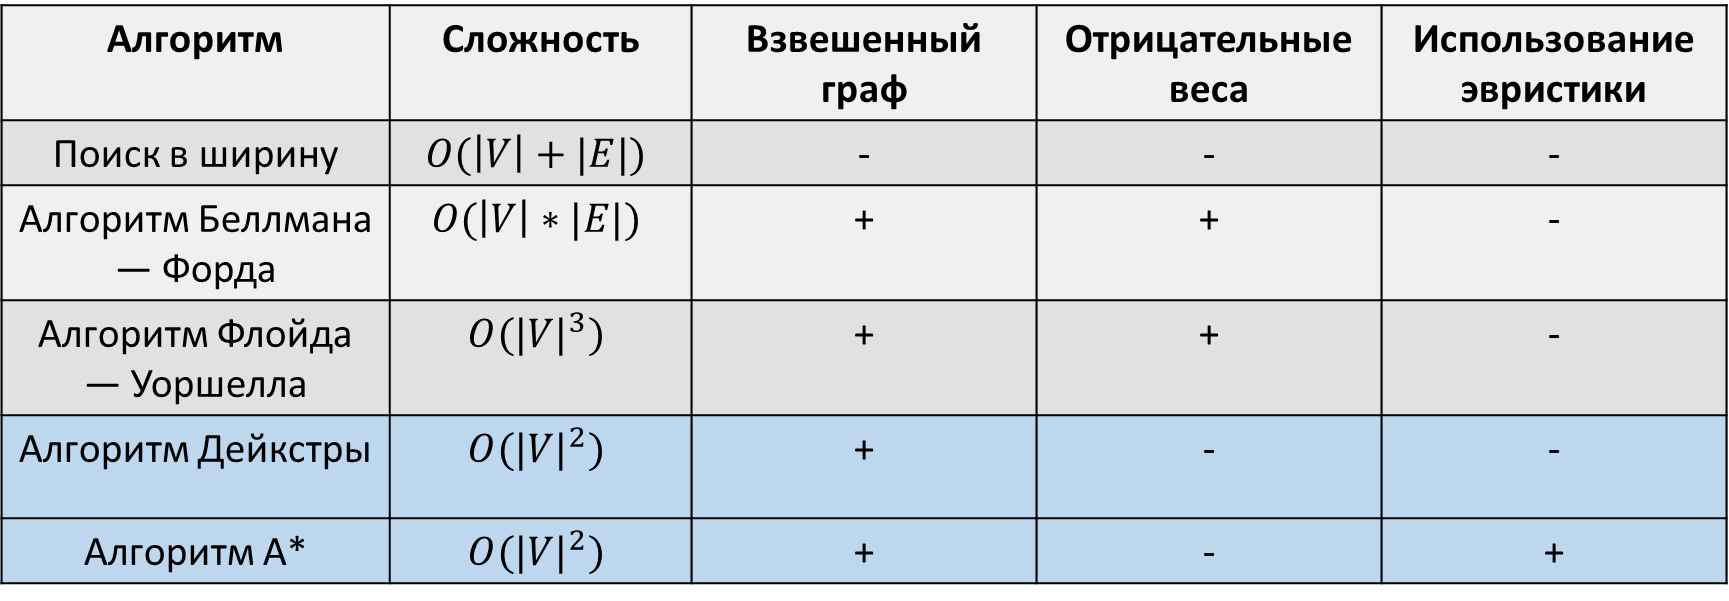 Алгоритм Сложность Взвешенный граф Отрицательные веса Использование эвристики
Поиск в ширину O(|V| + |E|) - - -
Алгоритм Беллмана — Форда O(|V| ∗ |E|) + + -
Алгоритм Флойда — Уоршелла O(|V|³) + + -
Алгоритм Дейкстры O(|V|²) + - -
Алгоритм A* O(|V|²) + - +